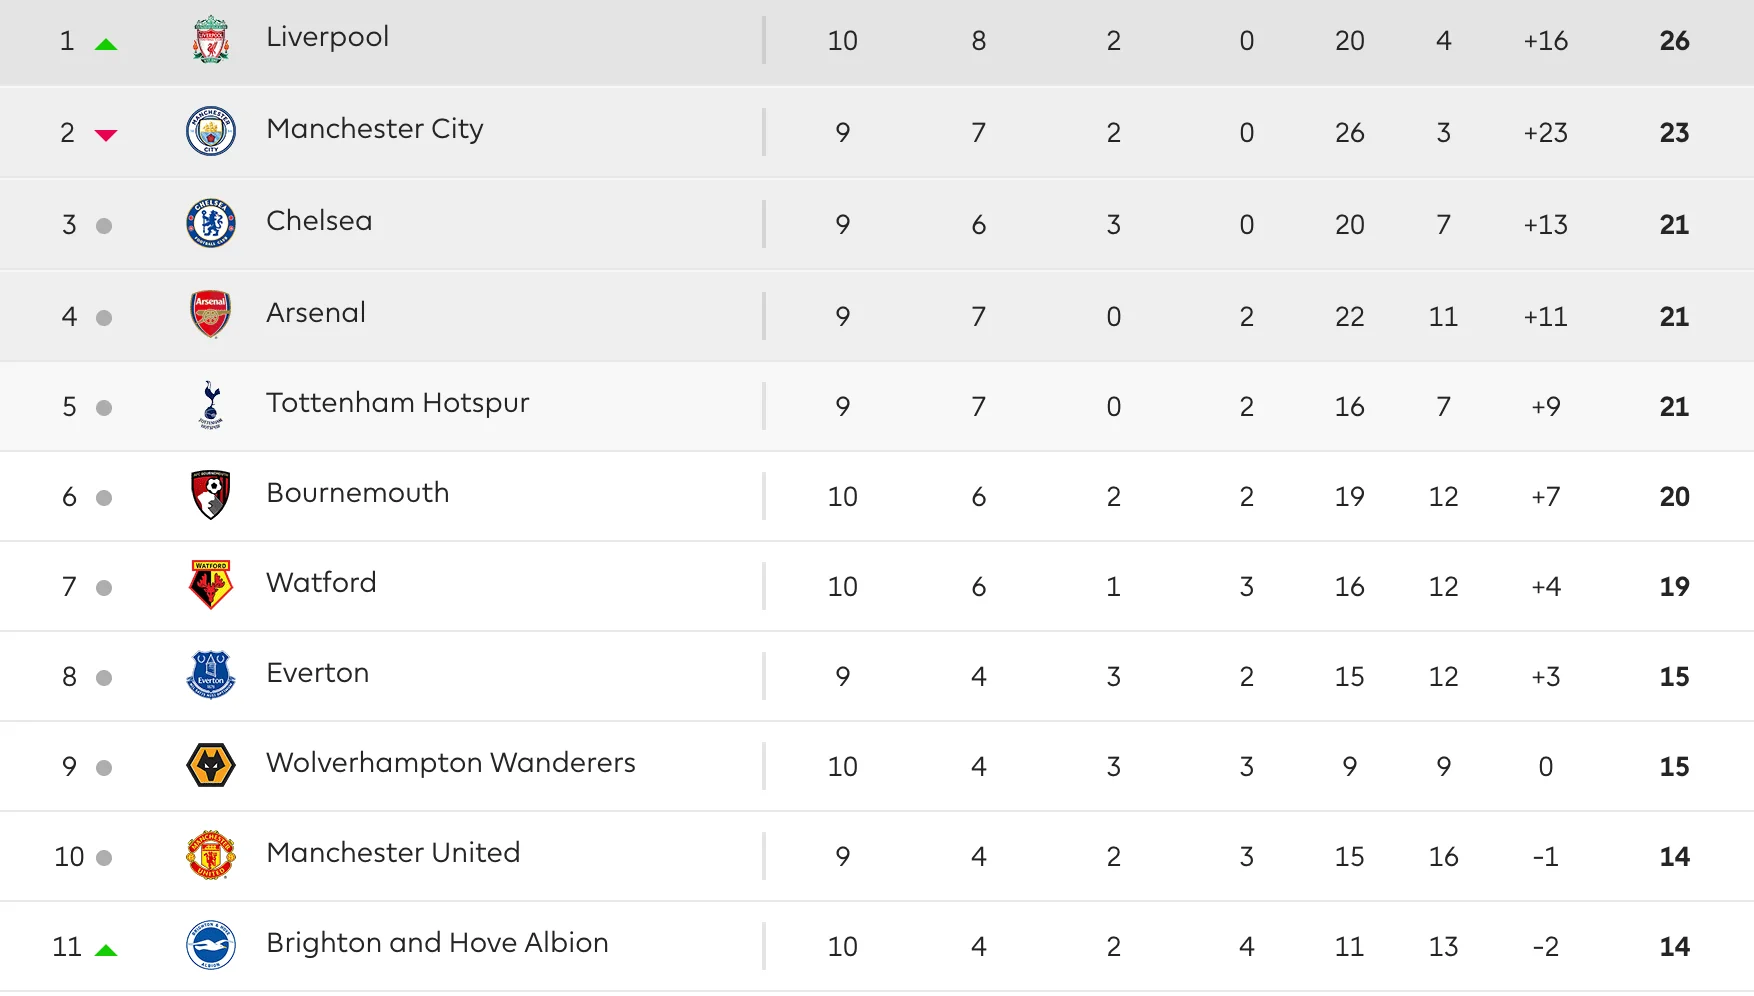 1 Liverpool 10 8 2 0 20 4 +16 26
2 Manchester City 9 7 2 0 26 3 +23 23
3 Chelsea 9 6 3 0 20 7 +13 21
4 Arsenal 9 7 0 2 22 11 +11 21
5 Tottenham Hotspur 9 7 0 2 16 7 +9 21
6 Bournemouth 10 6 2 2 19 12 +7 20
7 Watford 10 6 1 3 16 12 +4 19
8 Everton 9 4 3 2 15 12 +3 15
9 Wolverhampton Wanderers 10 4 3 3 9 9 0 15
10 Manchester United 9 4 2 3 15 16 -1 14
11 Brighton and Hove Albion 10 4 2 4 11 13 -2 14